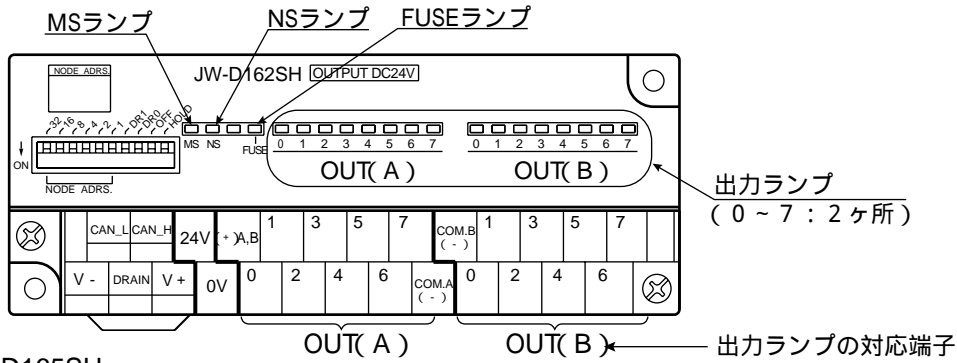 MSランプ NSランプ FUSEランプ
NODE ADRS.
JW-D162SH OUTPUT DC24V
32 16 8 4 2 1 DR1 DR0 OFF HOLD
MS NS FUSE
0 1 2 3 4 5 6 7
0 1 2 3 4 5 6 7
ON
OUT(A) OUT(B)
NODE ADRS.
出力ランプ
(0~7:2ヶ所)
CAN_L CAN_H 24V (+)A,B 1 3 5 7 COM.B (-) 1 3 5 7
V- DRAIN V+ 0V 0 2 4 6 COM.A (-) 0 2 4 6
OUT(A) OUT(B) 出力ランプの対応端子